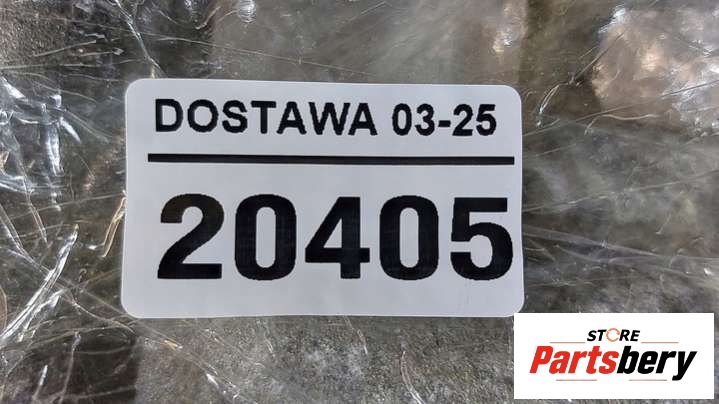 DOSTAWA 03-25
20405
STORE
Partsbery